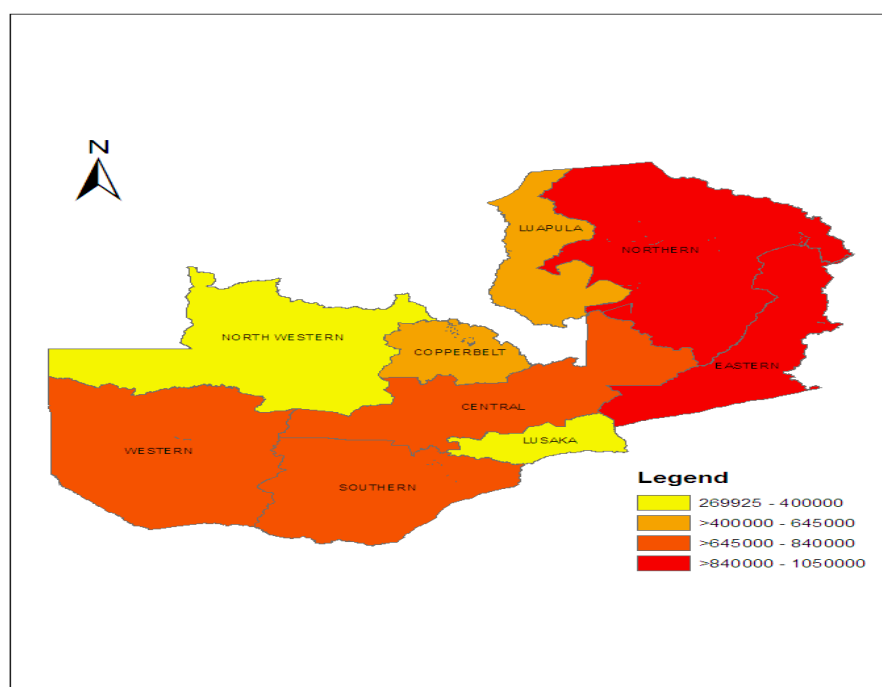 N
LUAPULA
NORTHERN
NORTH WESTERN
COPPERBELT
EASTERN
CENTRAL
LUSAKA
WESTERN
SOUTHERN
Legend
269925 - 400000
>400000 - 645000
>645000 - 840000
>840000 - 1050000